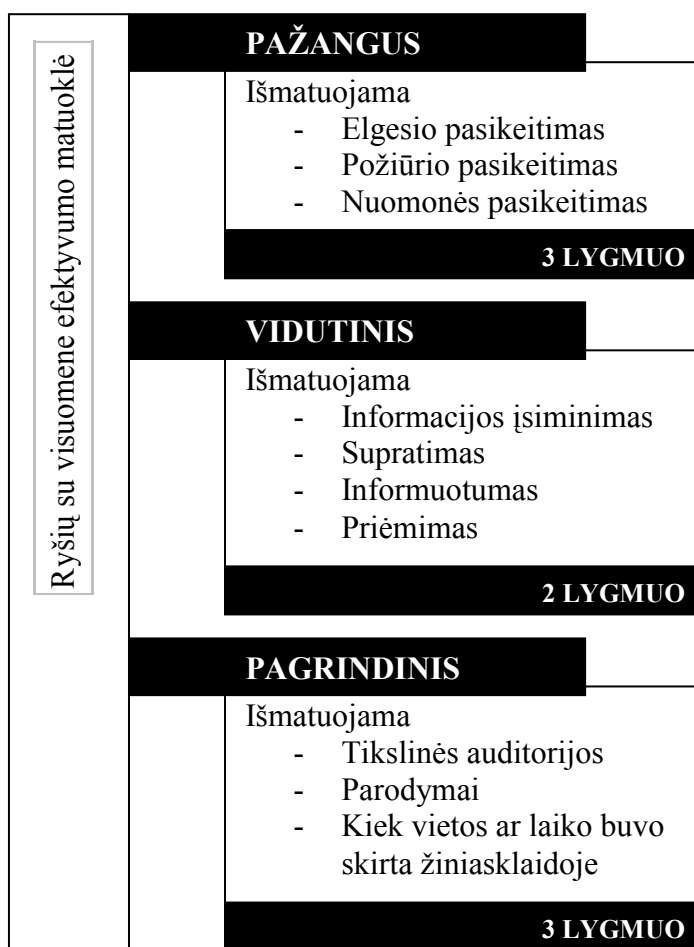 Ryšių su visuomene efektyvumo matuoklė
PAŽANGUS
Išmatuojama
- Elgesio pasikeitimas
- Požiūrio pasikeitimas
- Nuomonės pasikeitimas
3 LYGMUO
VIDUTINIS
Išmatuojama
- Informacijos įsiminimas
- Supratimas
- Informuotumas
- Priėmimas
2 LYGMUO
PAGRINDINIS
Išmatuojama
- Tikslinės auditorijos
- Parodymai
- Kiek vietos ar laiko buvo
skirta žiniasklaidoje
3 LYGMUO